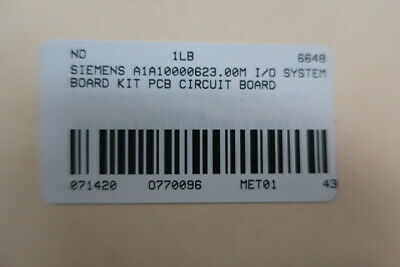 NO 1LB 6648
SIEMENS A1A10000623.00M I/O SYSTEM
BOARD KIT PCB CIRCUIT BOARD
071420 0770096 MET01 43